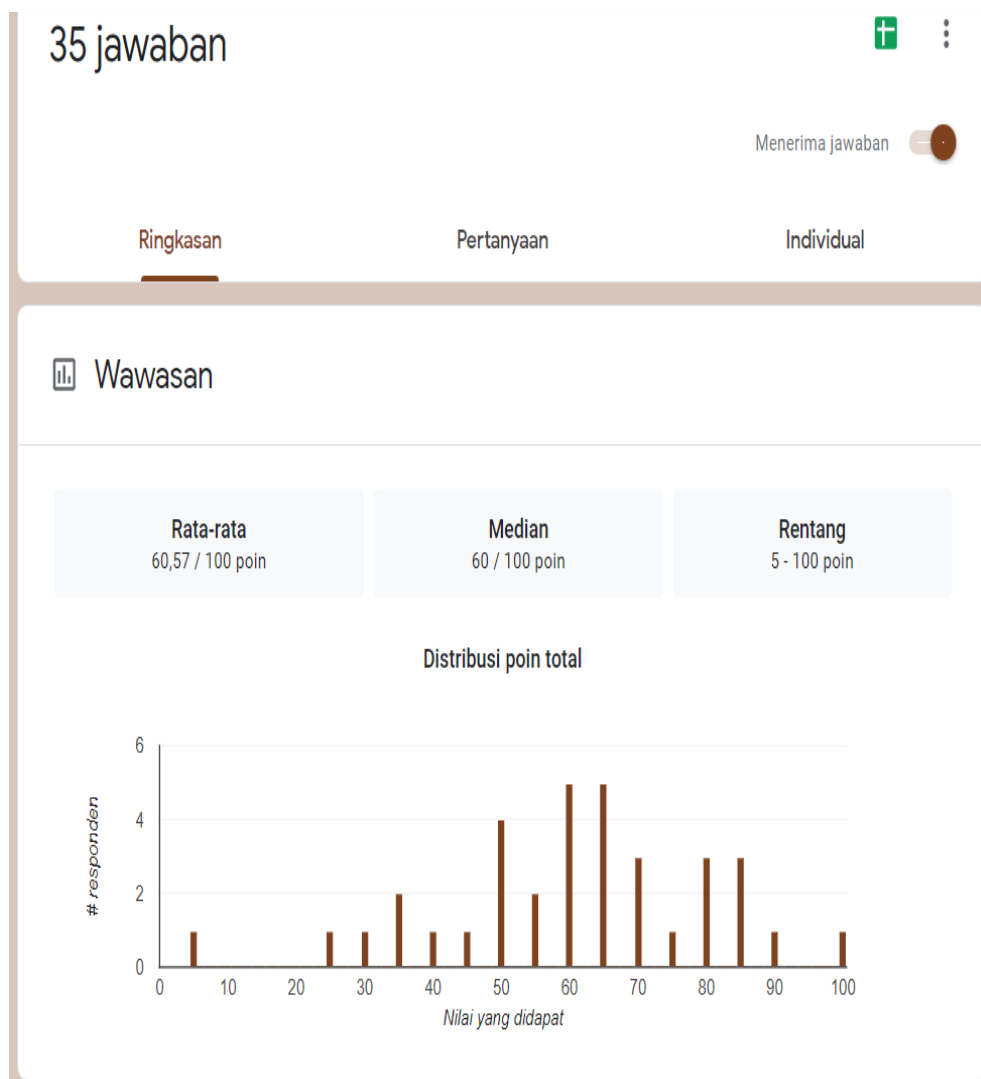 35 jawaban
Menerima jawaban
Ringkasan Pertanyaan Individual
Wawasan
Rata-rata
60,57 / 100 poin
Median
60 / 100 poin
Rentang
5 - 100 poin
Distribusi poin total
# responden
6
4
2
0
0 10 20 30 40 50 60 70 80 90 100
Nilai yang didapat